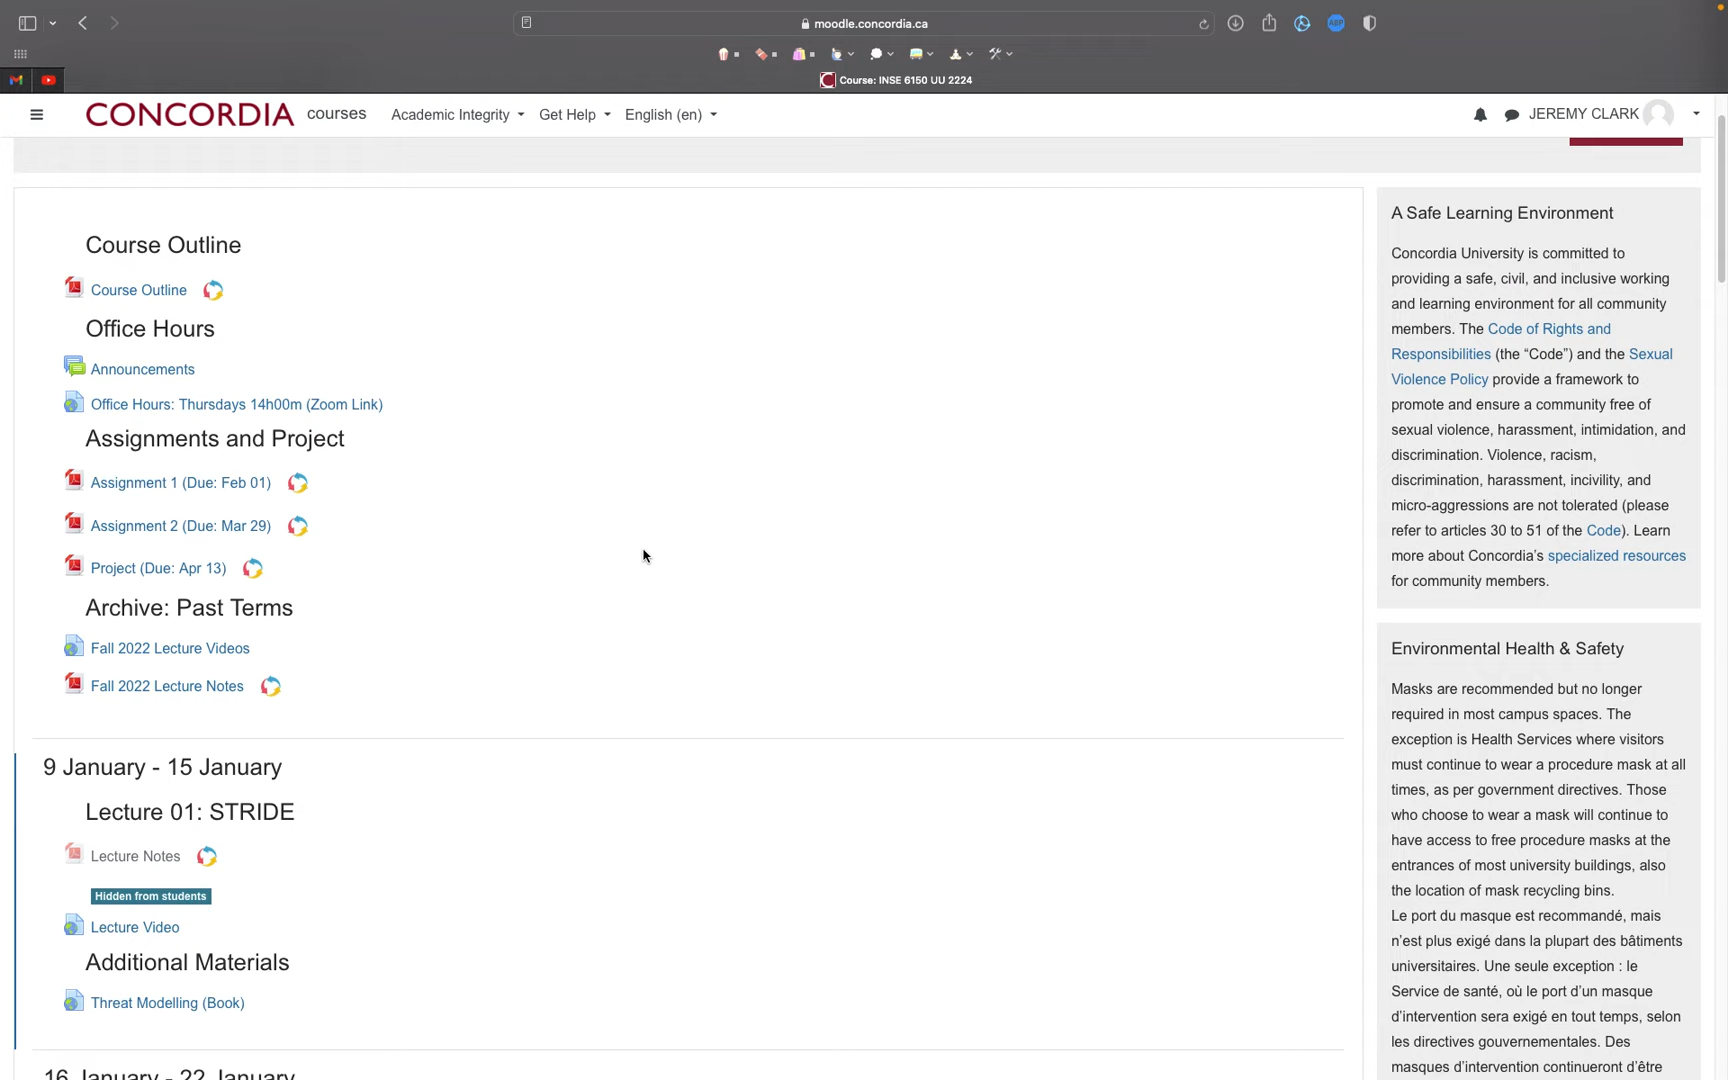 moodle.concordia.ca
ABP
Course: INSE 6150 UU 2224
CONCORDIA courses Academic Integrity Get Help English (en) JEREMY CLARK
Course Outline
Course Outline
Office Hours
Announcements
Office Hours: Thursdays 14h00m (Zoom Link)
Assignments and Project
Assignment 1 (Due: Feb 01)
Assignment 2 (Due: Mar 29)
Project (Due: Apr 13)
Archive: Past Terms
Fall 2022 Lecture Videos
Fall 2022 Lecture Notes
9 January - 15 January
Lecture 01: STRIDE
Lecture Notes
Hidden from students
Lecture Video
Additional Materials
Threat Modelling (Book)
16 January - 22 January
A Safe Learning Environment
Concordia University is committed to
providing a safe, civil, and inclusive working
and learning environment for all community
members. The Code of Rights and
Responsibilities (the “Code”) and the Sexual
Violence Policy provide a framework to
promote and ensure a community free of
sexual violence, harassment, intimidation, and
discrimination. Violence, racism,
discrimination, harassment, incivility, and
micro-aggressions are not tolerated (please
refer to articles 30 to 51 of the Code). Learn
more about Concordia’s specialized resources
for community members.
Environmental Health & Safety
Masks are recommended but no longer
required in most campus spaces. The
exception is Health Services where visitors
must continue to wear a procedure mask at all
times, as per government directives. Those
who choose to wear a mask will continue to
have access to free procedure masks at the
entrances of most university buildings, also
the location of mask recycling bins.
Le port du masque est recommandé, mais
n’est plus exigé dans la plupart des bâtiments
universitaires. Une seule exception : le
Service de santé, où le port d’un masque
d’intervention sera exigé en tout temps, selon
les directives gouvernementales. Des
masques d’intervention continueront d’être